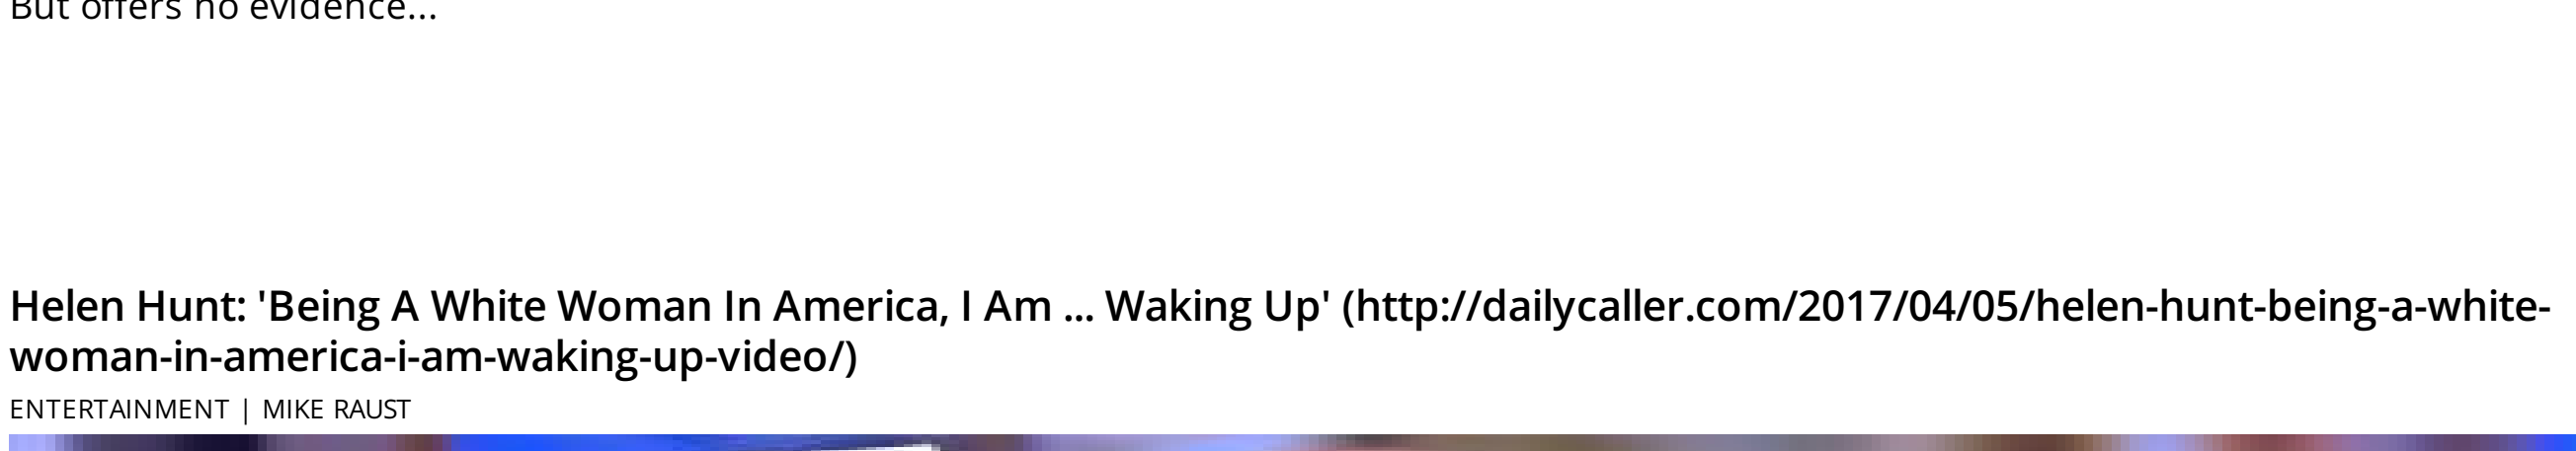 But offers no evidence...
Helen Hunt: 'Being A White Woman In America, I Am ... Waking Up' (http://dailycaller.com/2017/04/05/helen-hunt-being-a-white-
woman-in-america-i-am-waking-up-video/)
ENTERTAINMENT | MIKE RAUST